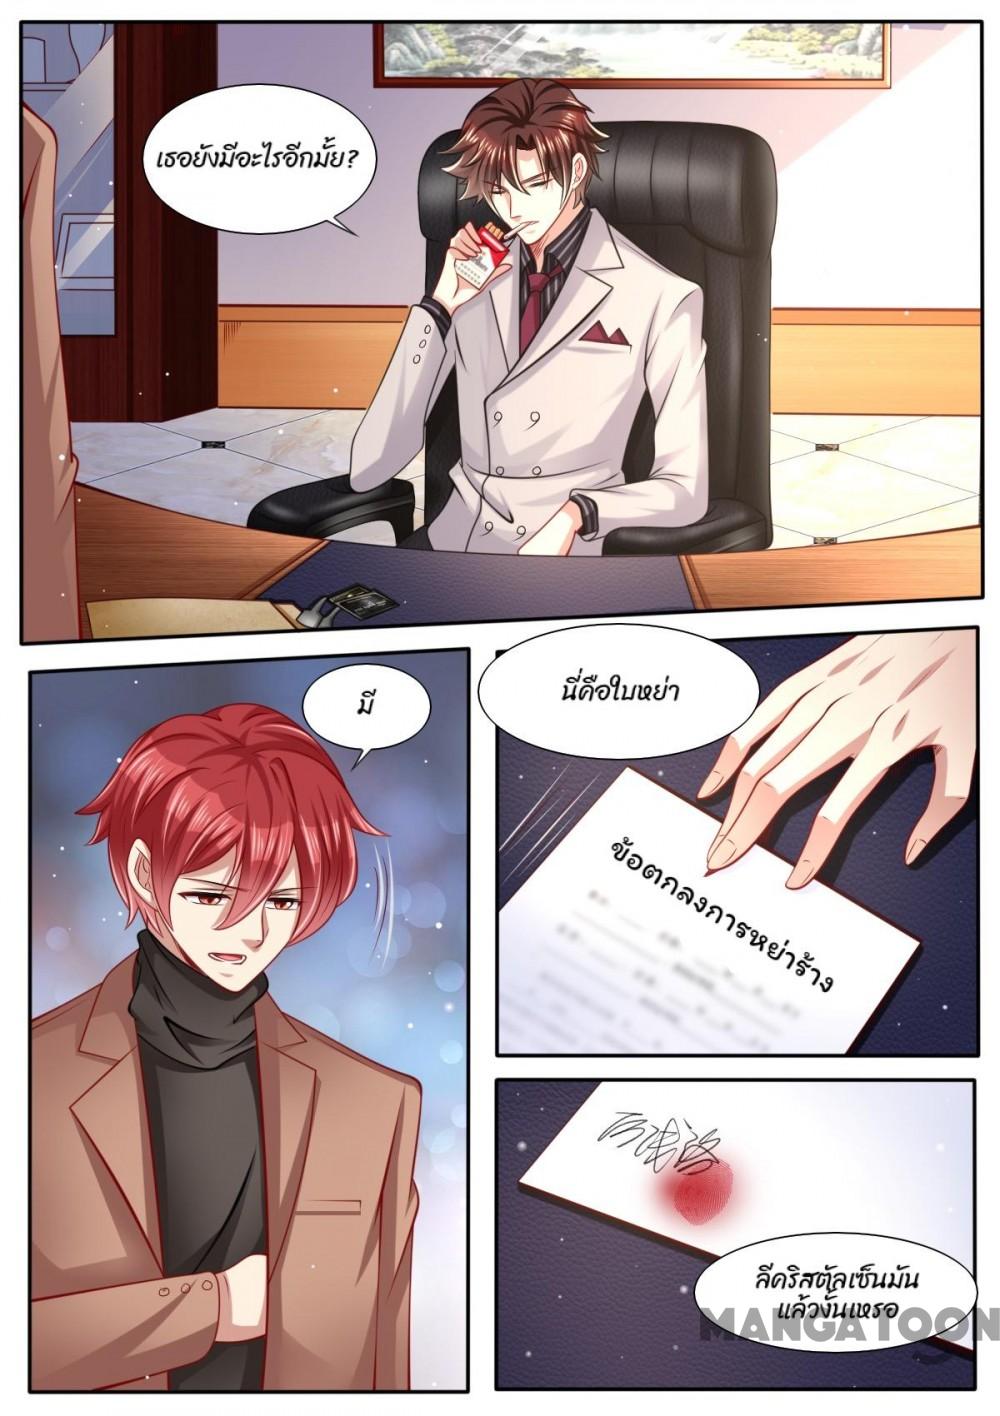 เธอยังมีอะไรอีกมั้ย?
มี
นี่คือใบหย่า
ข้อตกลงการหย่าร้าง
ลีคริสตัลเซ็นมัน
แล้วงั้นเหรอ
MANGATOON